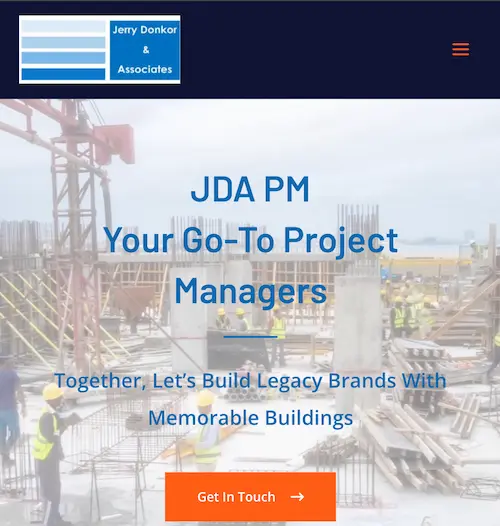 Jerry Donkor
&
Associates
JDA PM
Your Go-To Project
Managers
Together, Let's Build Legacy Brands With
Memorable Buildings
Get In Touch →